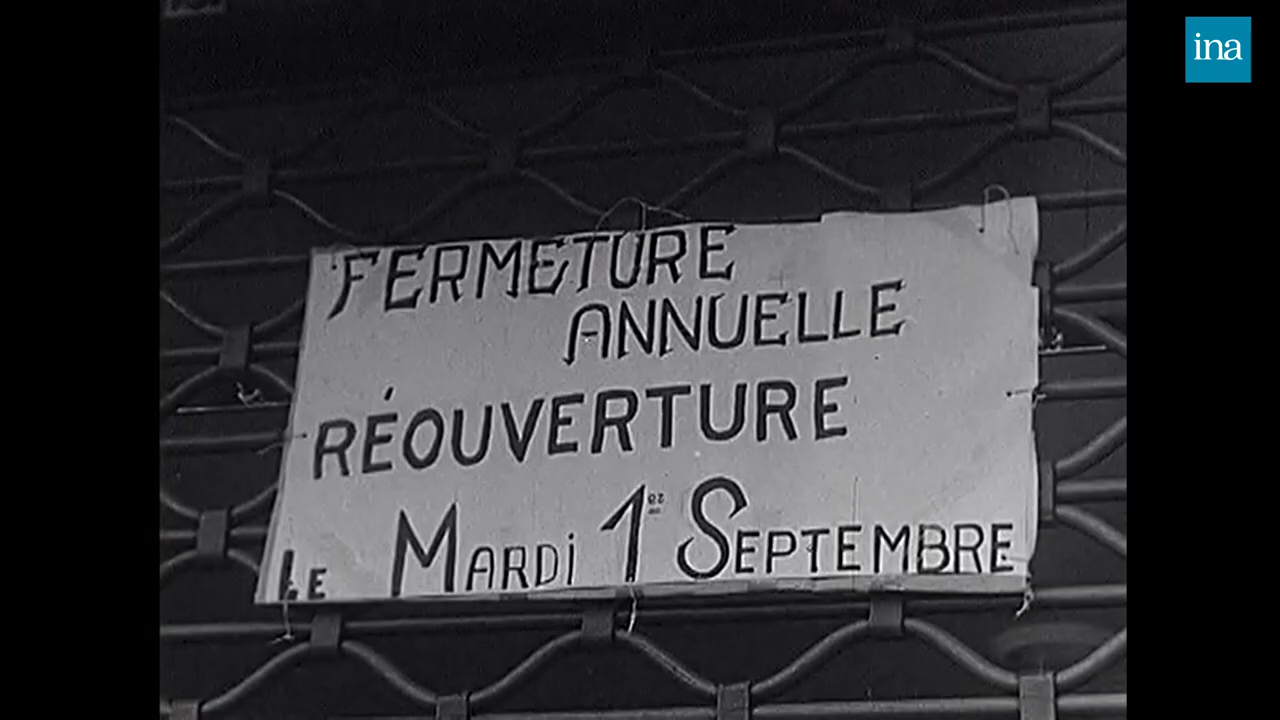 ina
FERMETURE
ANNUELLE
RÉOUVERTURE
LE MARDI 1er SEPTEMBRE